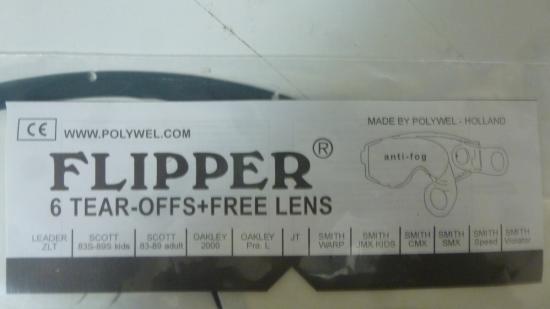 CE WWW.POLYWEL.COM MADE BY POLYWEL - HOLLAND
FLIPPER®
anti-fog
6 TEAR-OFFS+FREE LENS
LEADER SCOTT SCOTT OAKLEY OAKLEY JT SMITH SMITH SMITH SMITH SMITH SMITH
ZLT 83S-89S kids 83-89 adult 2000 Pro. L WARP JMX KIDS CMX SMX Speed Violator